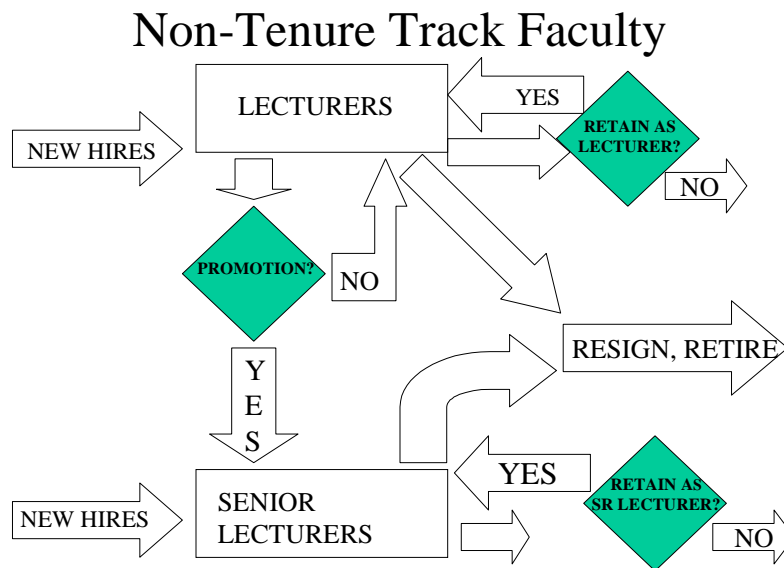 Non-Tenure Track Faculty
LECTURERS
YES
RETAIN AS
LECTURER?
NEW HIRES
NO
PROMOTION?
NO
RESIGN, RETIRE
Y
E
S
YES
RETAIN AS
SR LECTURER?
NEW HIRES
SENIOR
LECTURERS
NO